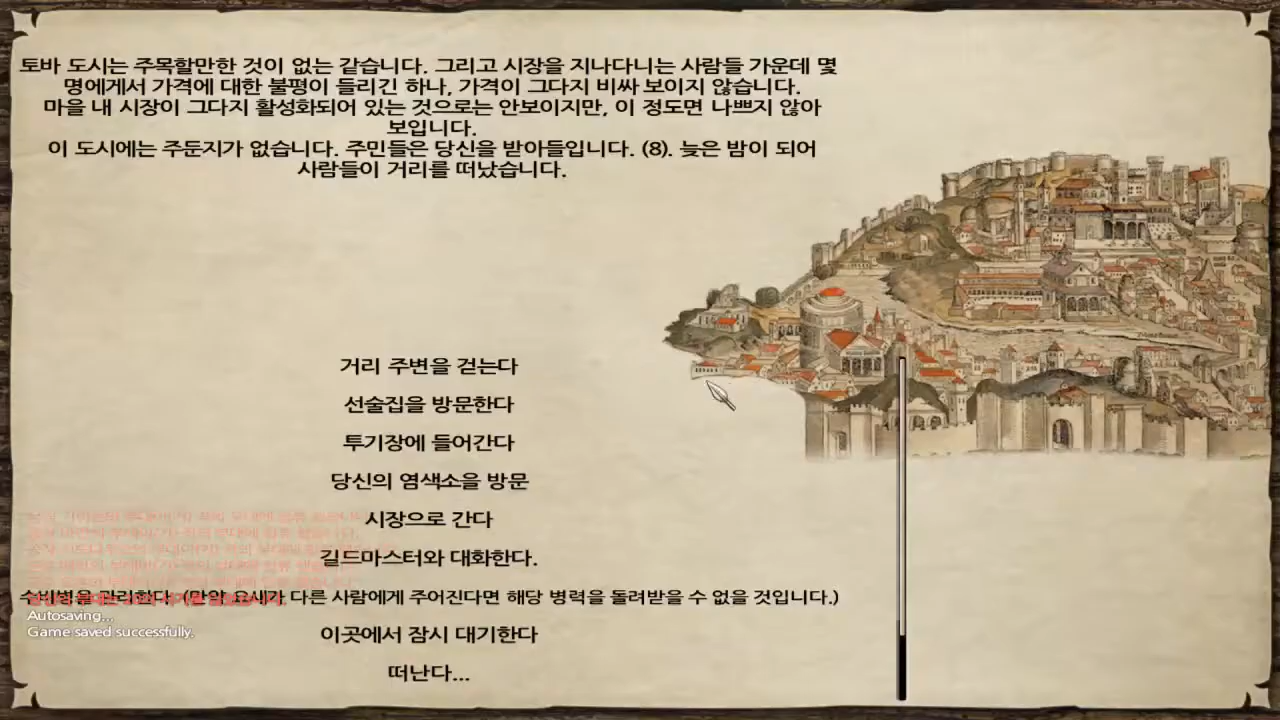 토바 도시는 주목할만한 것이 없는 같습니다. 그리고 시장을 지나다니는 사람들 가운데 몇
명에게서 가격에 대한 불평이 들리긴 하나, 가격이 그다지 비싸 보이지 않습니다.
마을 내 시장이 그다지 활성화되어 있는 것으로는 안보이지만, 이 정도면 나쁘지 않아
보입니다.
이 도시에는 주둔지가 없습니다. 주민들은 당신을 받아들입니다. (8). 늦은 밤이 되어
사람들이 거리를 떠났습니다.
거리 주변을 걷는다
선술집을 방문한다
투기장에 들어간다
당신의 염색소을 방문
시장으로 간다
길드마스터와 대화한다.
수비병을 관리한다. (만약 요새가 다른 사람에게 주어진다면 해당 병력을 돌려받을 수 없을 것입니다.)
Autosaving...
Game saved successfully.
이곳에서 잠시 대기한다
떠난다...